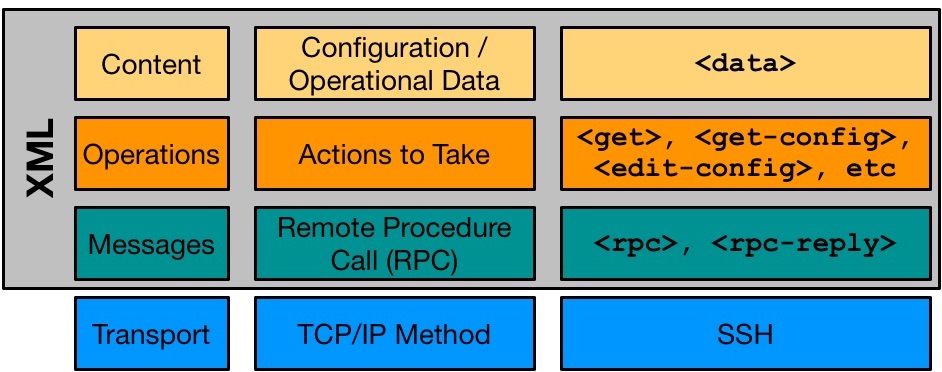 XML
Content
Configuration /
Operational Data
<data>
Operations
Actions to Take
<get>, <get-config>,
<edit-config>, etc
Messages
Remote Procedure
Call (RPC)
<rpc>, <rpc-reply>
Transport
TCP/IP Method
SSH